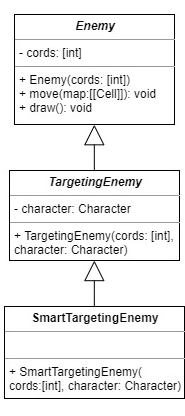 Enemy
- cords: [int]
+ Enemy(cords: [int])
+ move(map:[[Cell]]): void
+ draw(): void
TargetingEnemy
- character: Character
+ TargetingEnemy(cords: [int],
character: Character)
SmartTargetingEnemy
+ SmartTargetingEnemy(
cords:[int], character: Character)